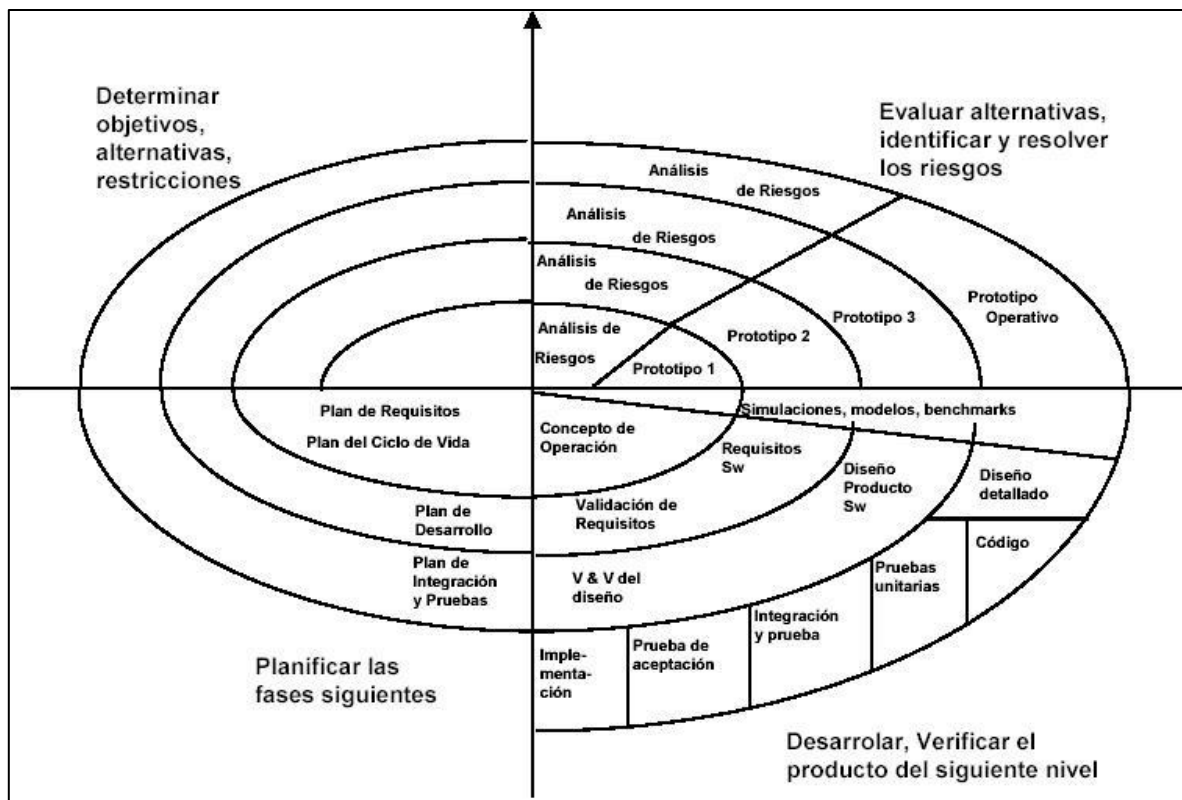 Determinar
objetivos,
alternativas,
restricciones
Evaluar alternativas,
identificar y resolver
los riesgos
Análisis
de Riesgos
Análisis
de Riesgos
Análisis
de Riesgos
Análisis de
Riesgos
Prototipo 1
Prototipo 2
Prototipo 3
Prototipo
Operativo
Simulaciones, modelos, benchmarks
Plan de Requisitos
Plan del Ciclo de Vida
Concepto de
Operación
Requisitos
Sw
Diseño
Producto
Sw
Diseño
detallado
Plan de
Desarrollo
Validación de
Requisitos
Código
Pruebas
unitarias
Plan de
Integración
y Pruebas
V & V del
diseño
Integración
y prueba
Prueba de
aceptación
Imple-
menta-
ción
Planificar las
fases siguientes
Desarrolar, Verificar el
producto del siguiente nivel